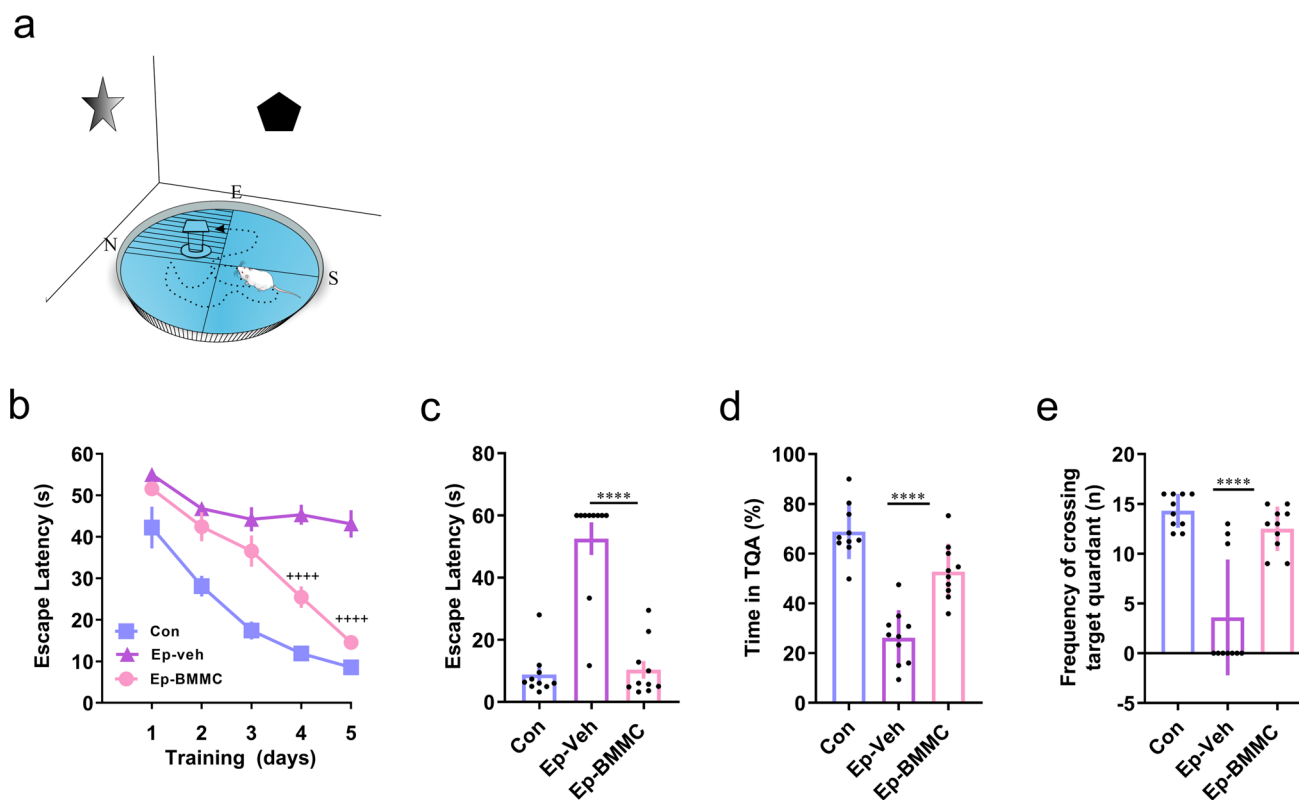 a
E
N
S
b
60
50
40
30
20
10
0
Escape Latency (s)
++++
++++
Con
Ep-veh
Ep-BMMC
1 2 3 4 5
Training (days)
c
80
60
40
20
0
Escape Latency (s)
****
Con
Ep-Veh
Ep-BMMC
d
100
80
60
40
20
0
Time in TQA (%)
****
Con
Ep-Veh
Ep-BMMC
e
20
15
10
5
0
-5
Frequency of crossing
target quardant (n)
****
Con
Ep-Veh
Ep-BMMC